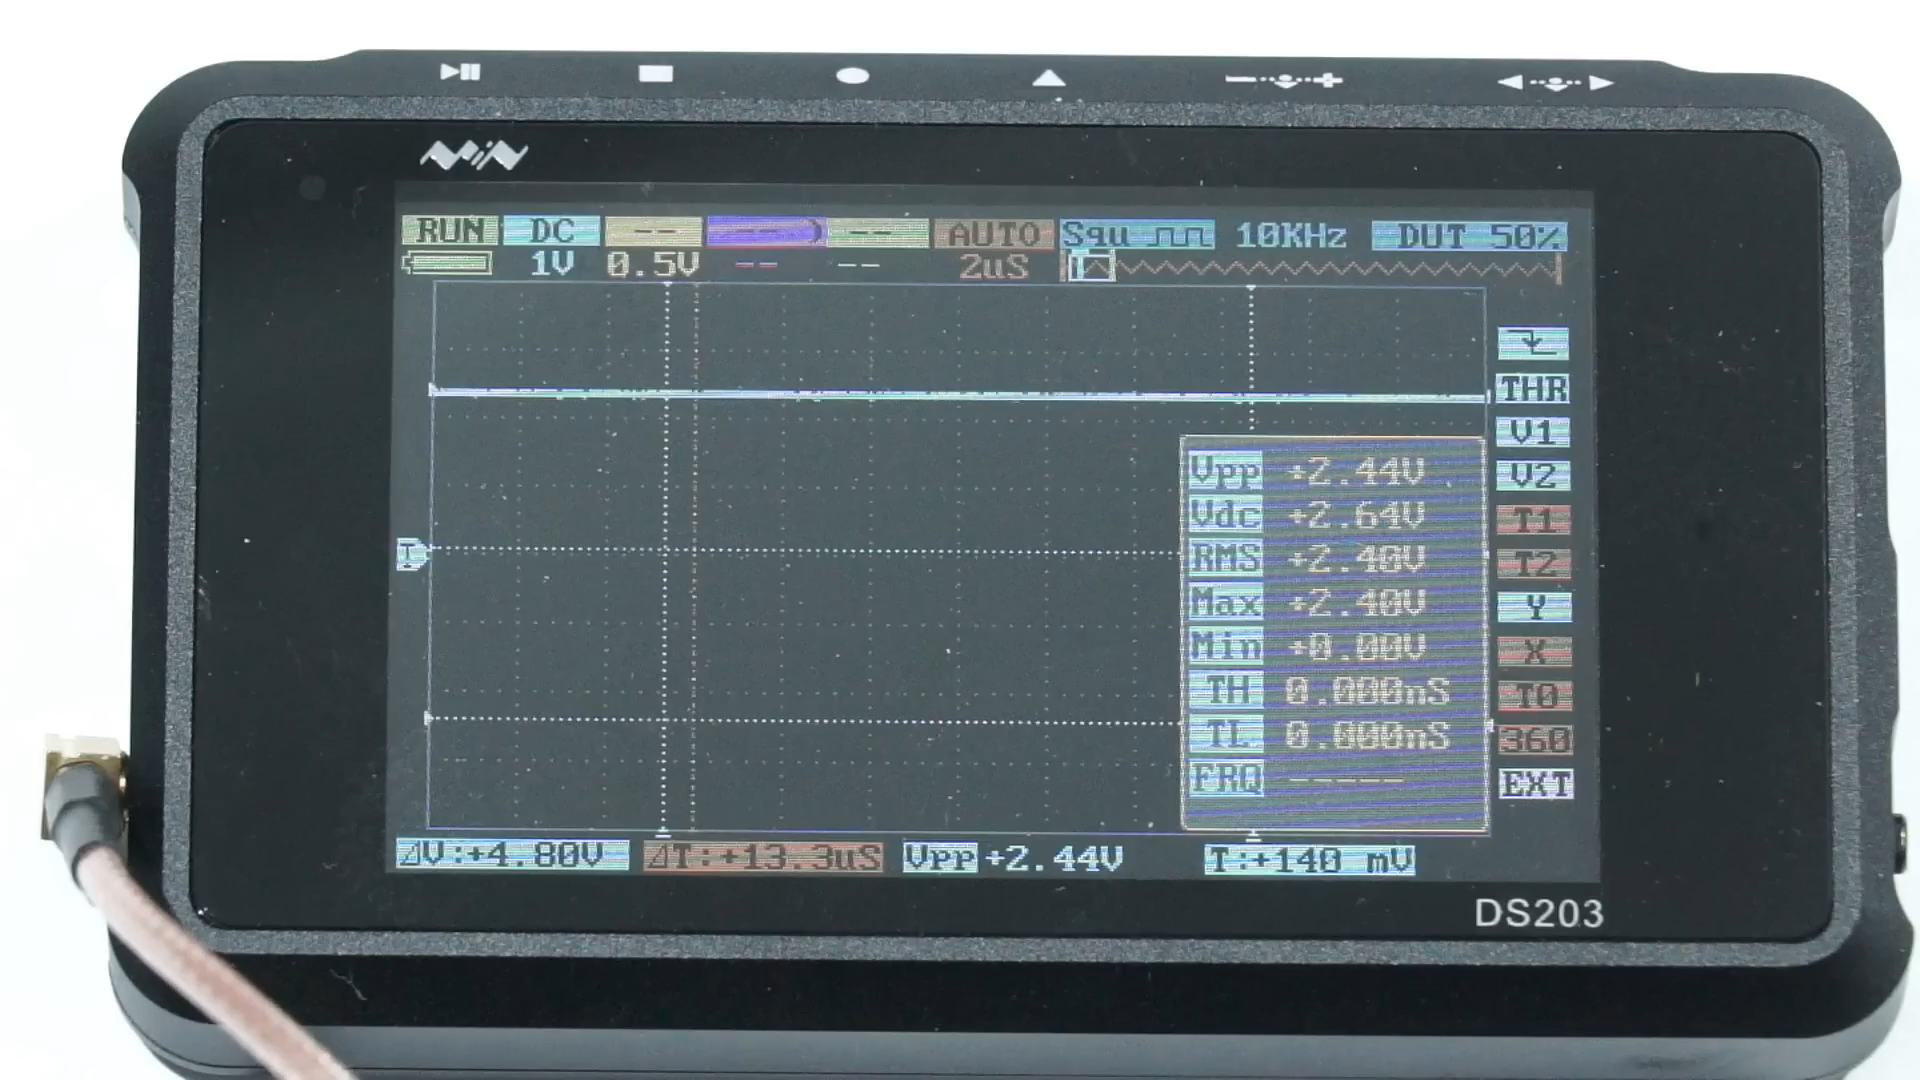 MiN
RUN DC -- -- -- AUTO Squ 10KHz DUT 50%
1V 0.5V -- -- 2uS
THR
V1
Vpp +2.44V
V2
Vdc +2.64V
T1
RMS +2.40V
T2
Max +2.40V
Y
Min +0.00V
X
TH 0.000nS
T0
TL 0.000nS
360
FRQ -----
EXT
⊿V:+4.80V ⊿T:+13.3uS Vpp +2.44V T:+140 mV
DS203